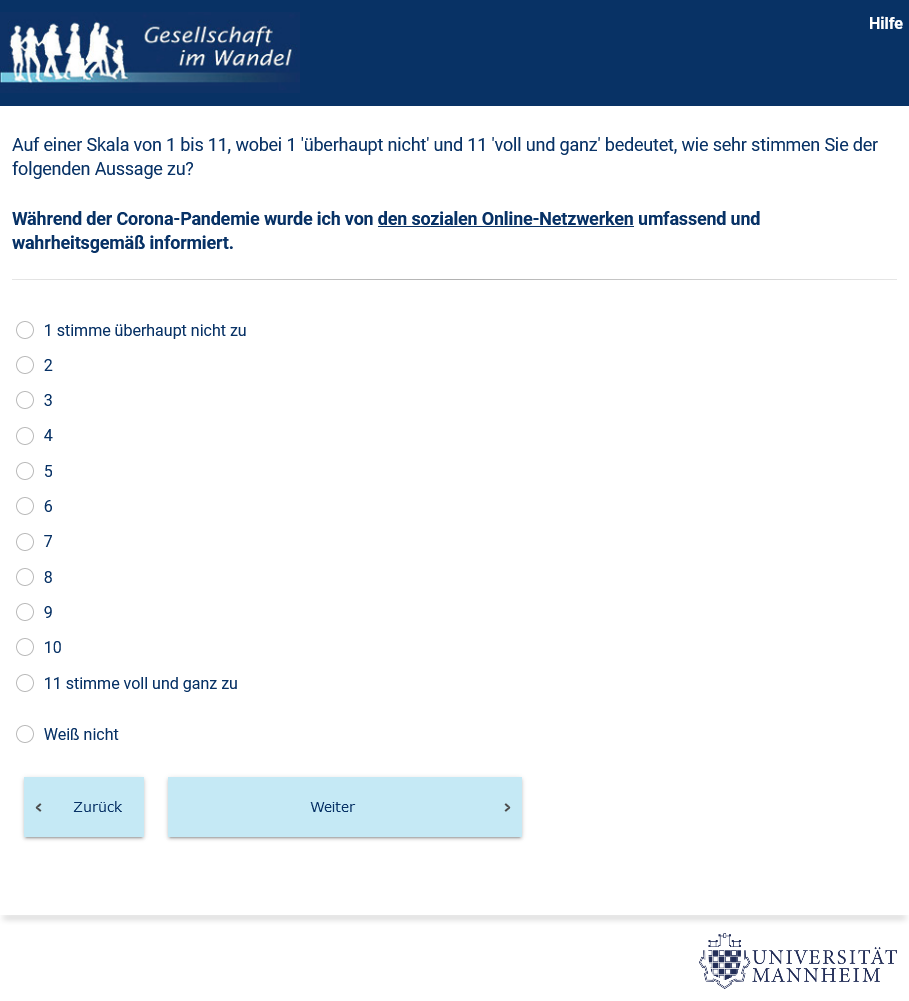 Gesellschaft
im Wandel
Hilfe
Auf einer Skala von 1 bis 11, wobei 1 'überhaupt nicht' und 11 'voll und ganz' bedeutet, wie sehr stimmen Sie der
folgenden Aussage zu?
Während der Corona-Pandemie wurde ich von den sozialen Online-Netzwerken umfassend und
wahrheitsgemäß informiert.
1 stimme überhaupt nicht zu
2
3
4
5
6
7
8
9
10
11 stimme voll und ganz zu
Weiß nicht
Zurück
Weiter
UNIVERSITÄT
MANNHEIM